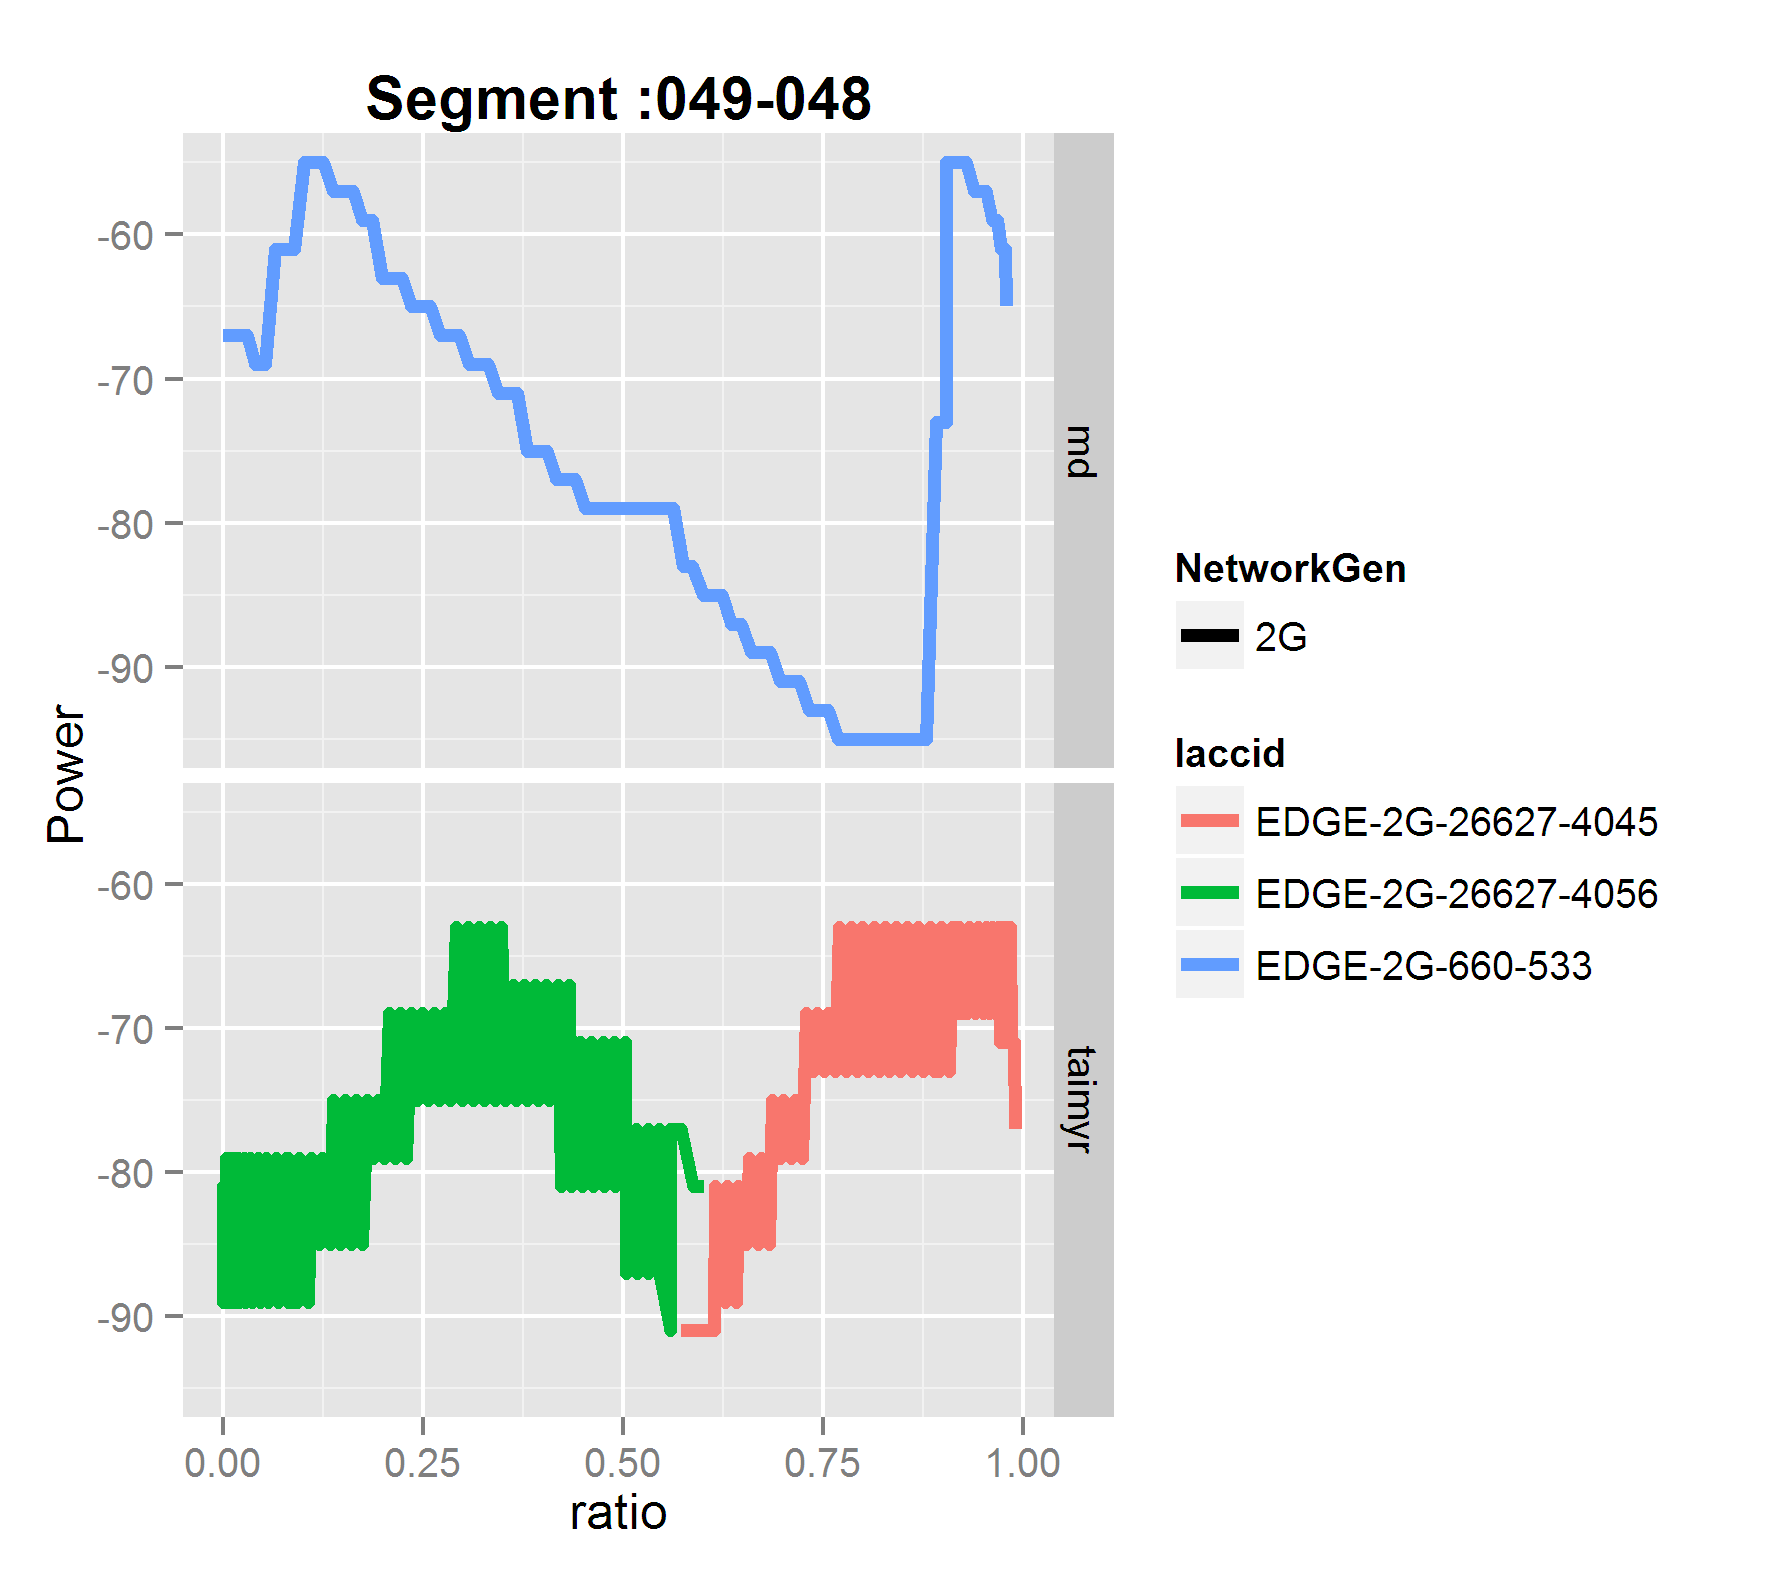 Segment :049-048
Power
-60
-70
-80
-90
md
-60
-70
-80
-90
taimyr
0.00 0.25 0.50 0.75 1.00
ratio
NetworkGen
2G
laccid
EDGE-2G-26627-4045
EDGE-2G-26627-4056
EDGE-2G-660-533